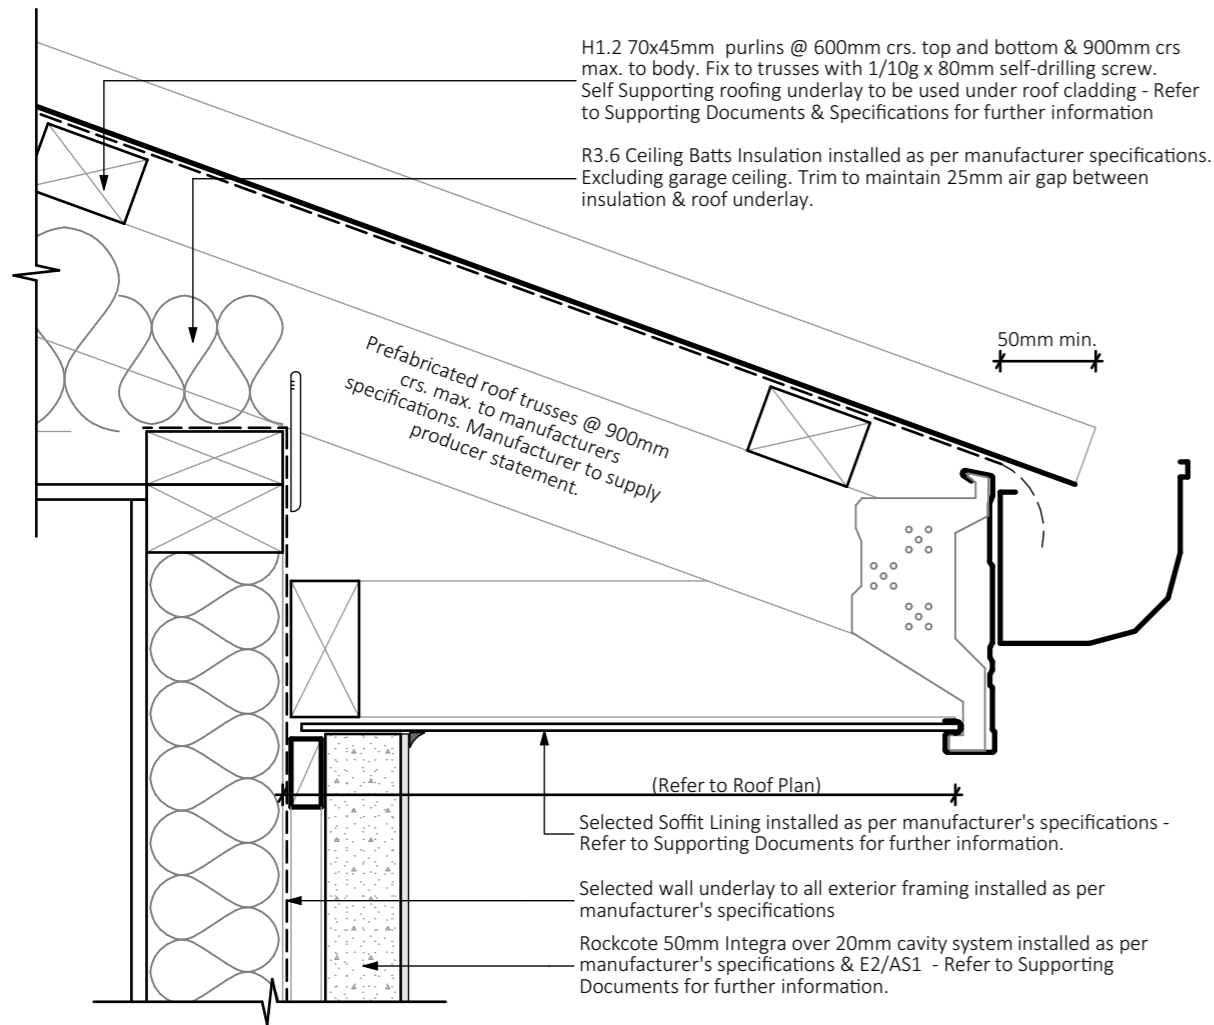 H1.2 70x45mm purlins @ 600mm crs. top and bottom & 900mm crs
max. to body. Fix to trusses with 1/10g x 80mm self-drilling screw.
Self Supporting roofing underlay to be used under roof cladding - Refer
to Supporting Documents & Specifications for further information
R3.6 Ceiling Batts Insulation installed as per manufacturer specifications.
Excluding garage ceiling. Trim to maintain 25mm air gap between
insulation & roof underlay.
50mm min.
Prefabricated roof trusses @ 900mm
crs. max. to manufacturers
specifications. Manufacturer to supply
producer statement.
(Refer to Roof Plan)
Selected Soffit Lining installed as per manufacturer's specifications -
Refer to Supporting Documents for further information.
Selected wall underlay to all exterior framing installed as per
manufacturer's specifications
Rockcote 50mm Integra over 20mm cavity system installed as per
manufacturer's specifications & E2/AS1 - Refer to Supporting
Documents for further information.